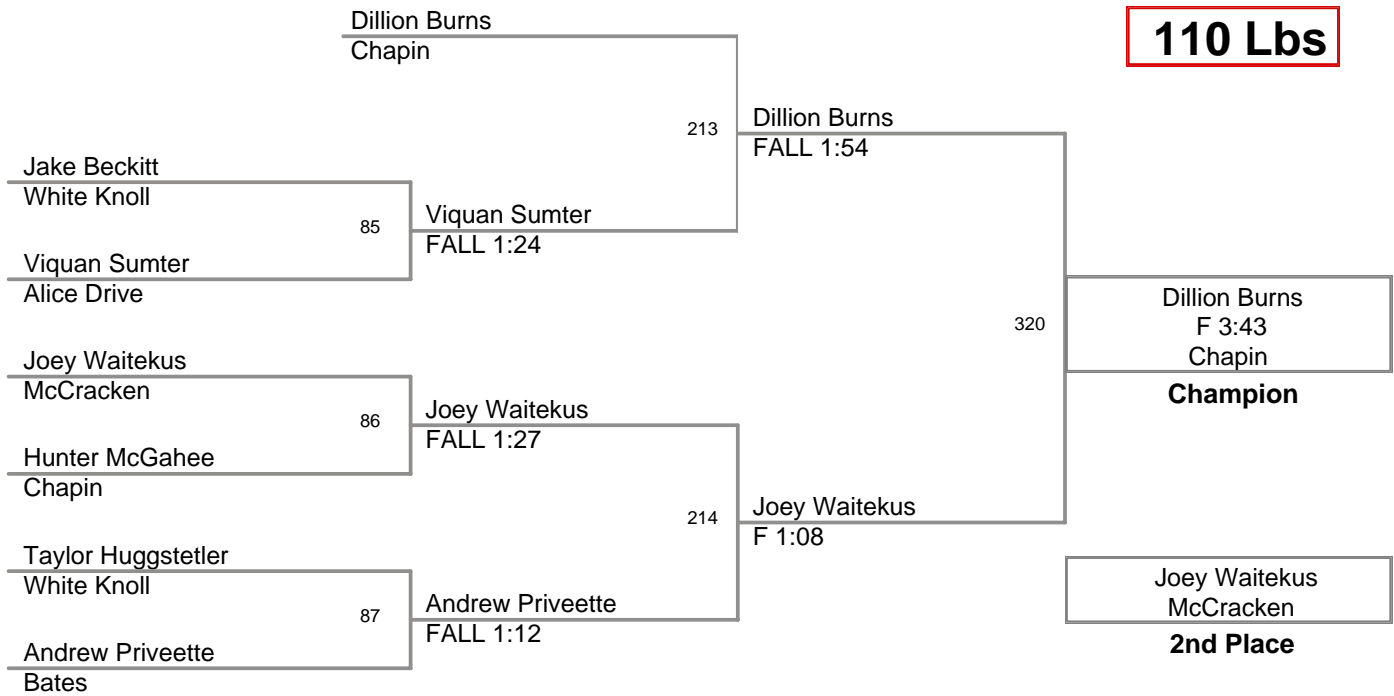 Dillion Burns
Chapin
110 Lbs
213
Dillion Burns
FALL 1:54
Jake Beckitt
White Knoll
85
Viquan Sumter
FALL 1:24
Viquan Sumter
Alice Drive
320
Dillion Burns
F 3:43
Chapin
Champion
Joey Waitekus
McCracken
86
Joey Waitekus
FALL 1:27
Hunter McGahee
Chapin
214
Joey Waitekus
F 1:08
Taylor Huggstetler
White Knoll
87
Andrew Priveette
FALL 1:12
Andrew Priveette
Bates
Joey Waitekus
McCracken
2nd Place